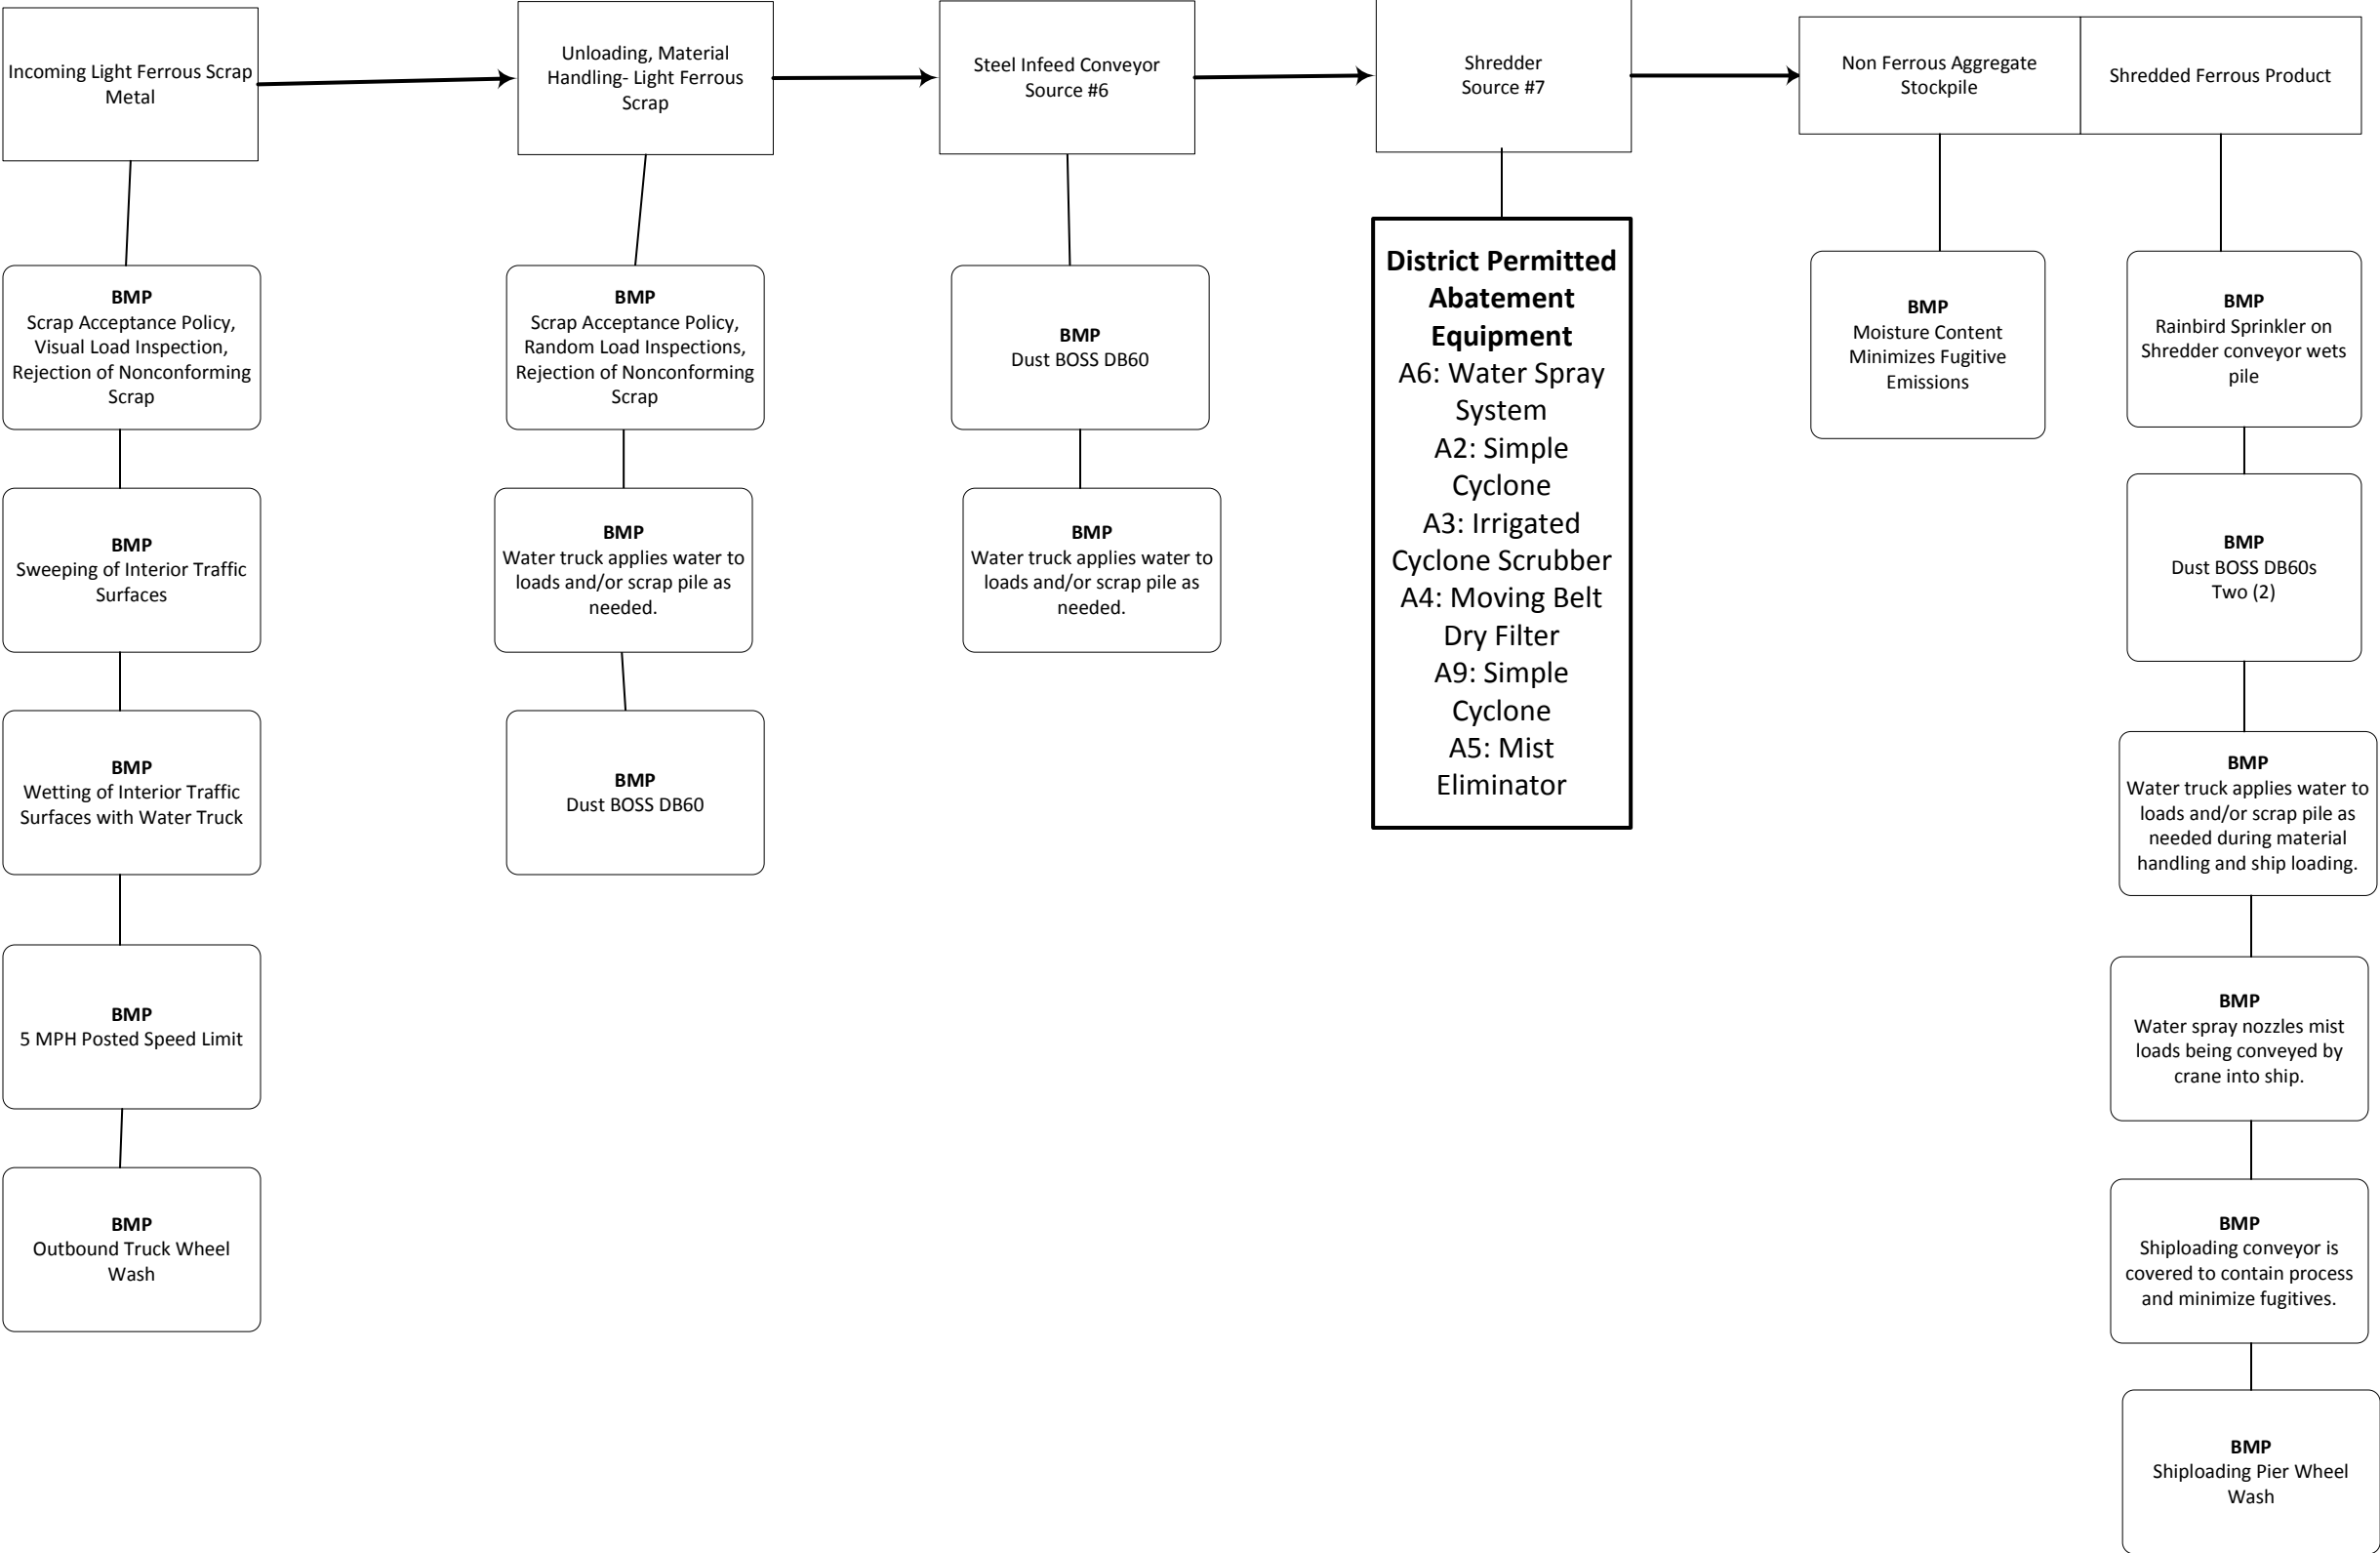 Incoming Light Ferrous Scrap
Metal
Unloading, Material
Handling- Light Ferrous
Scrap
Steel Infeed Conveyor
Source #6
Shredder
Source #7
Non Ferrous Aggregate
Stockpile
Shredded Ferrous Product
BMP
Scrap Acceptance Policy,
Visual Load Inspection,
Rejection of Nonconforming
Scrap
BMP
Sweeping of Interior Traffic
Surfaces
BMP
Wetting of Interior Traffic
Surfaces with Water Truck
BMP
5 MPH Posted Speed Limit
BMP
Outbound Truck Wheel
Wash
BMP
Scrap Acceptance Policy,
Random Load Inspections,
Rejection of Nonconforming
Scrap
BMP
Water truck applies water to
loads and/or scrap pile as
needed.
BMP
Dust BOSS DB60
BMP
Dust BOSS DB60
BMP
Water truck applies water to
loads and/or scrap pile as
needed.
District Permitted
Abatement
Equipment
A6: Water Spray
System
A2: Simple
Cyclone
A3: Irrigated
Cyclone Scrubber
A4: Moving Belt
Dry Filter
A9: Simple
Cyclone
A5: Mist
Eliminator
BMP
Moisture Content
Minimizes Fugitive
Emissions
BMP
Rainbird Sprinkler on
Shredder conveyor wets
pile
BMP
Dust BOSS DB60s
Two (2)
BMP
Water truck applies water to
loads and/or scrap pile as
needed during material
handling and ship loading.
BMP
Water spray nozzles mist
loads being conveyed by
crane into ship.
BMP
Shiploading conveyor is
covered to contain process
and minimize fugitives.
BMP
Shiploading Pier Wheel
Wash